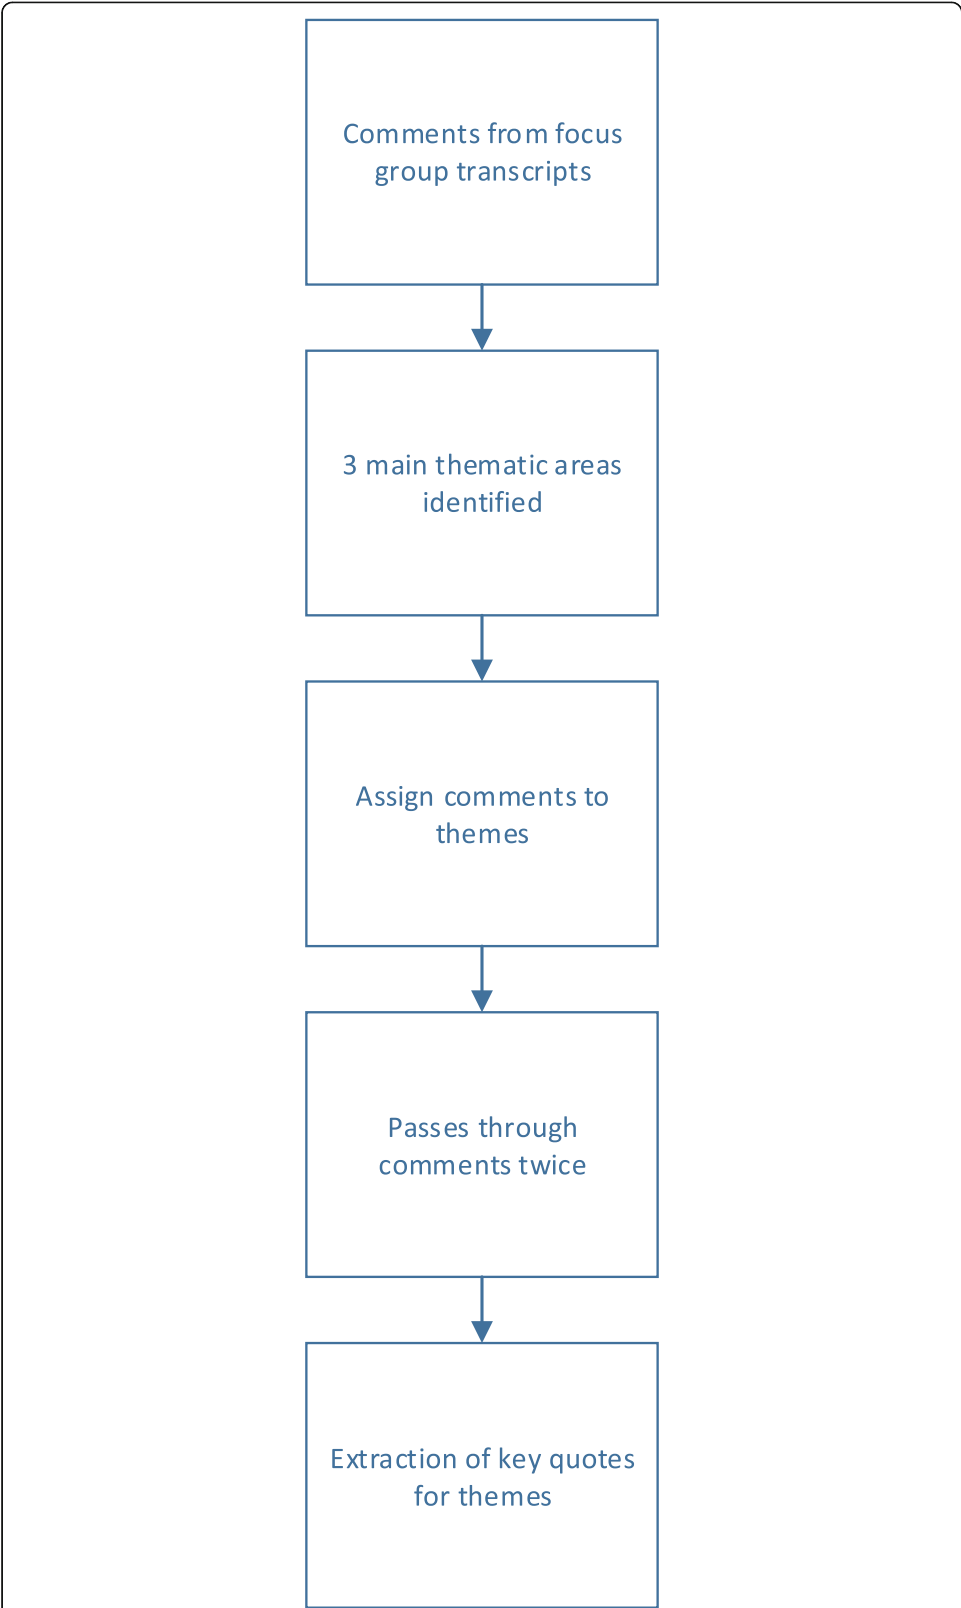 Comments from focus
group transcripts
3 main thematic areas
identified
Assign comments to
themes
Passes through
comments twice
Extraction of key quotes
for themes